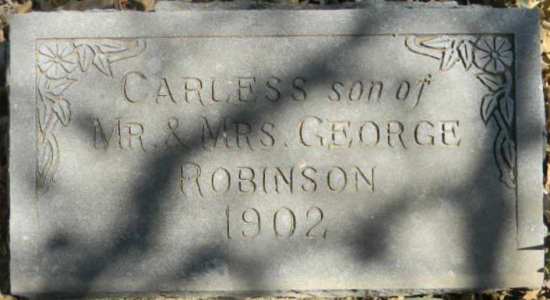 CARLESS son of
MR. & MRS. GEORGE
ROBINSON
1902